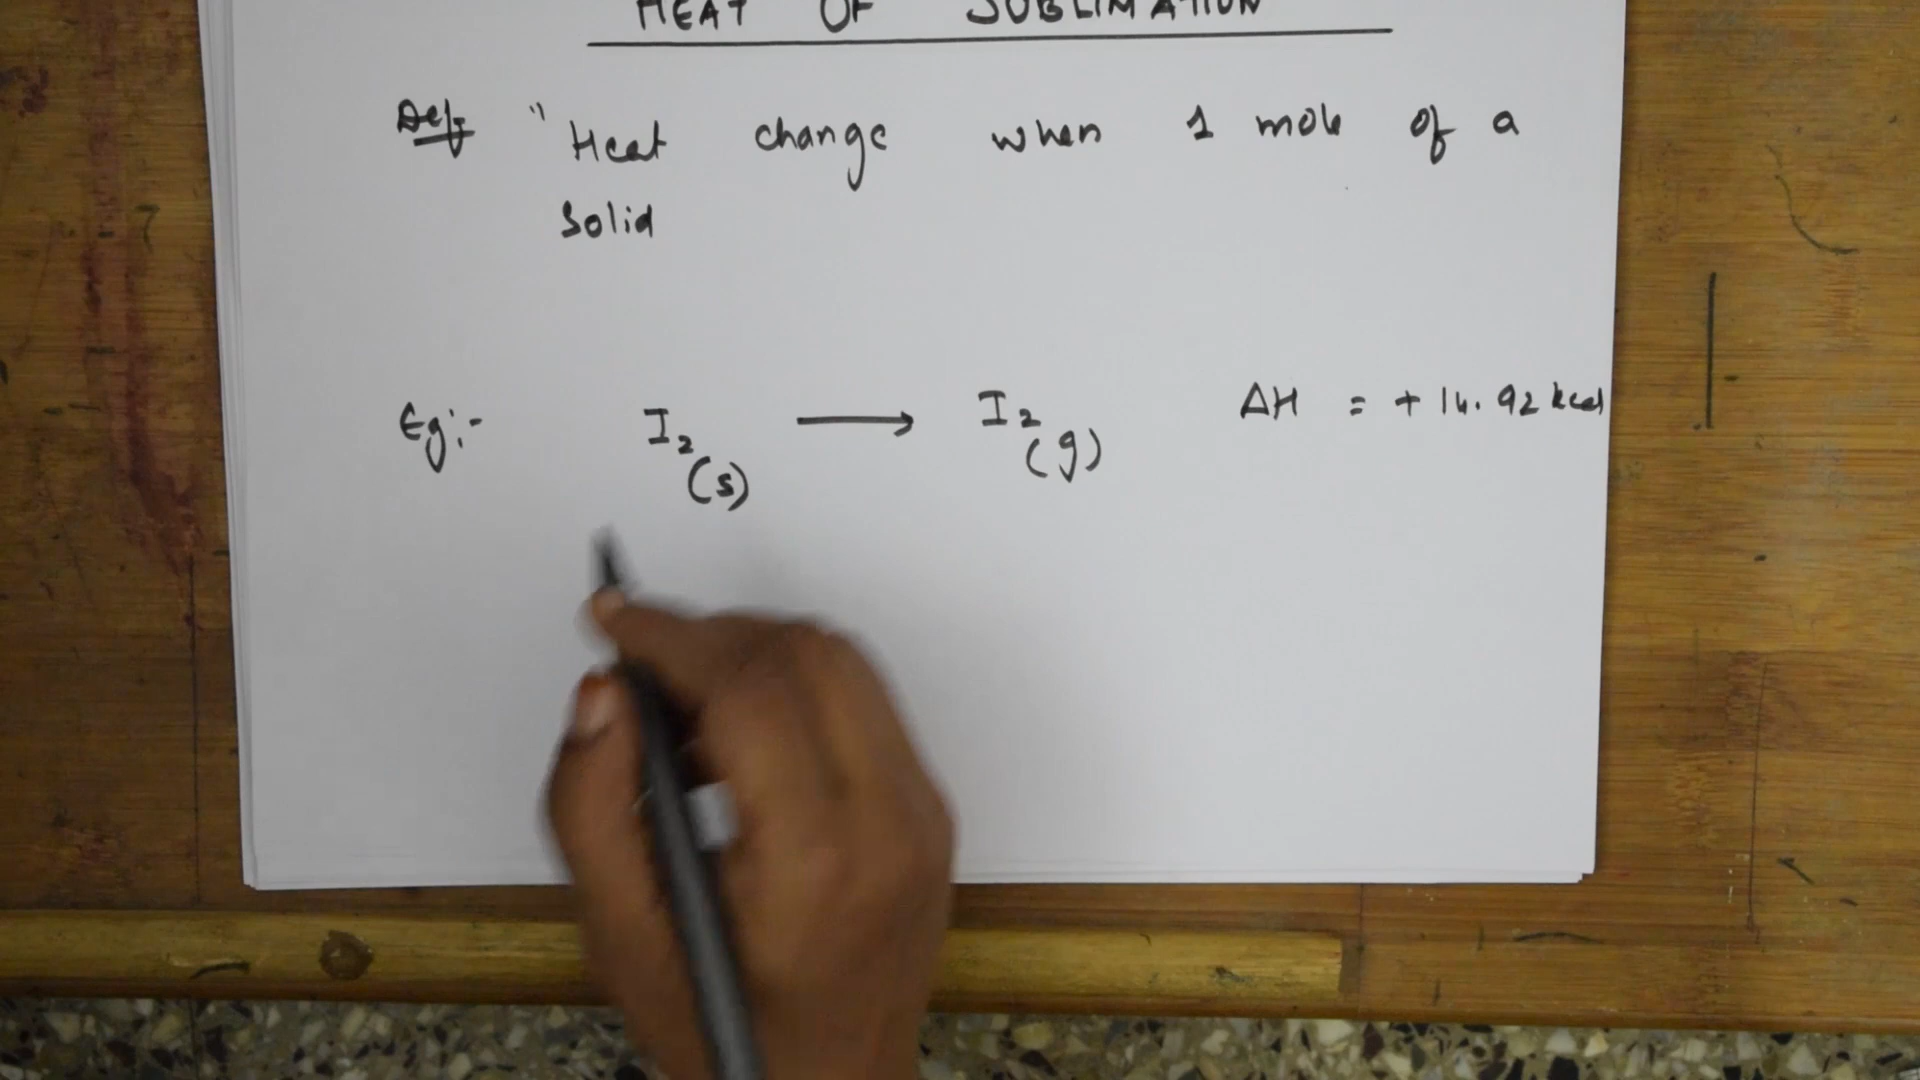 HEAT OF SUBLIMATION
Def "Heat change when 1 mole of a
Solid
Eg:- I₂(s) ⟶ I₂(g) ΔH = + 14.92 kcal